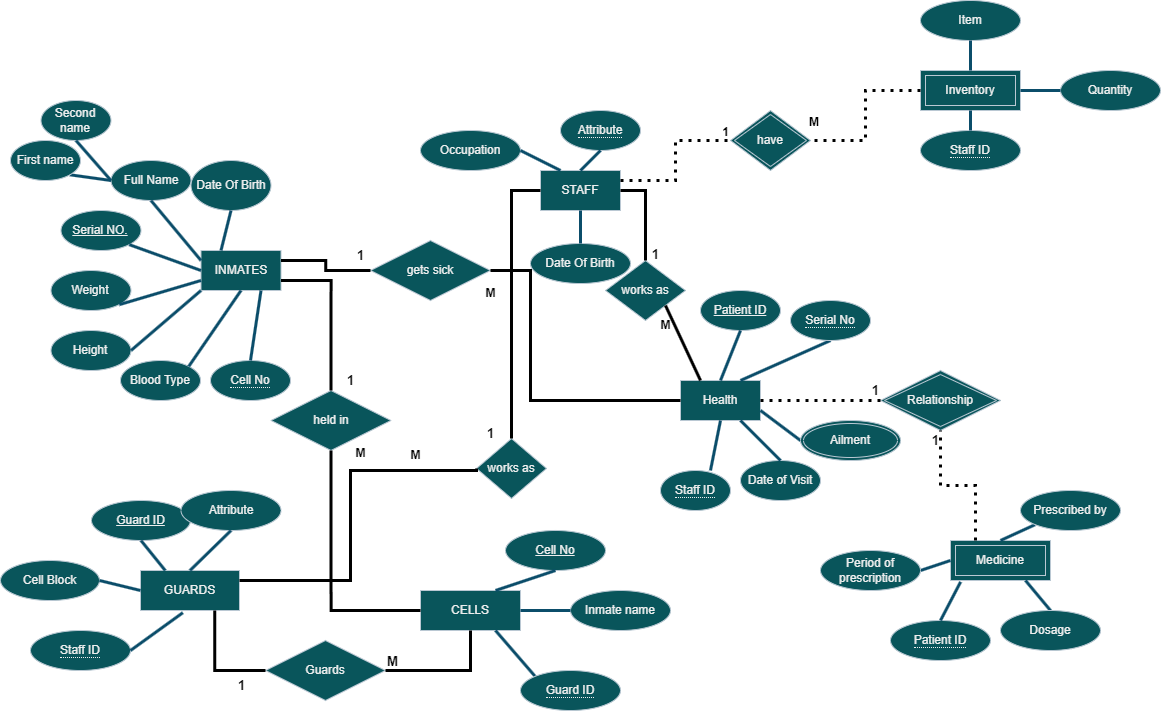 Item
Inventory
Quantity
Staff ID
M
1
have
Attribute
Occupation
STAFF
Date Of Birth
Second
name
First name
Full Name
Date Of Birth
Serial NO.
INMATES
Weight
Height
Blood Type
Cell No
1
gets sick
M
1
works as
M
Patient ID
Serial No
Health
1
Relationship
1
Ailment
Staff ID
Date of Visit
1
held in
M
1
M
works as
Attribute
Guard ID
Cell Block
GUARDS
Staff ID
Cell No
CELLS
Inmate name
Guard ID
1
Guards
M
Prescribed by
Period of
prescription
Medicine
Patient ID
Dosage